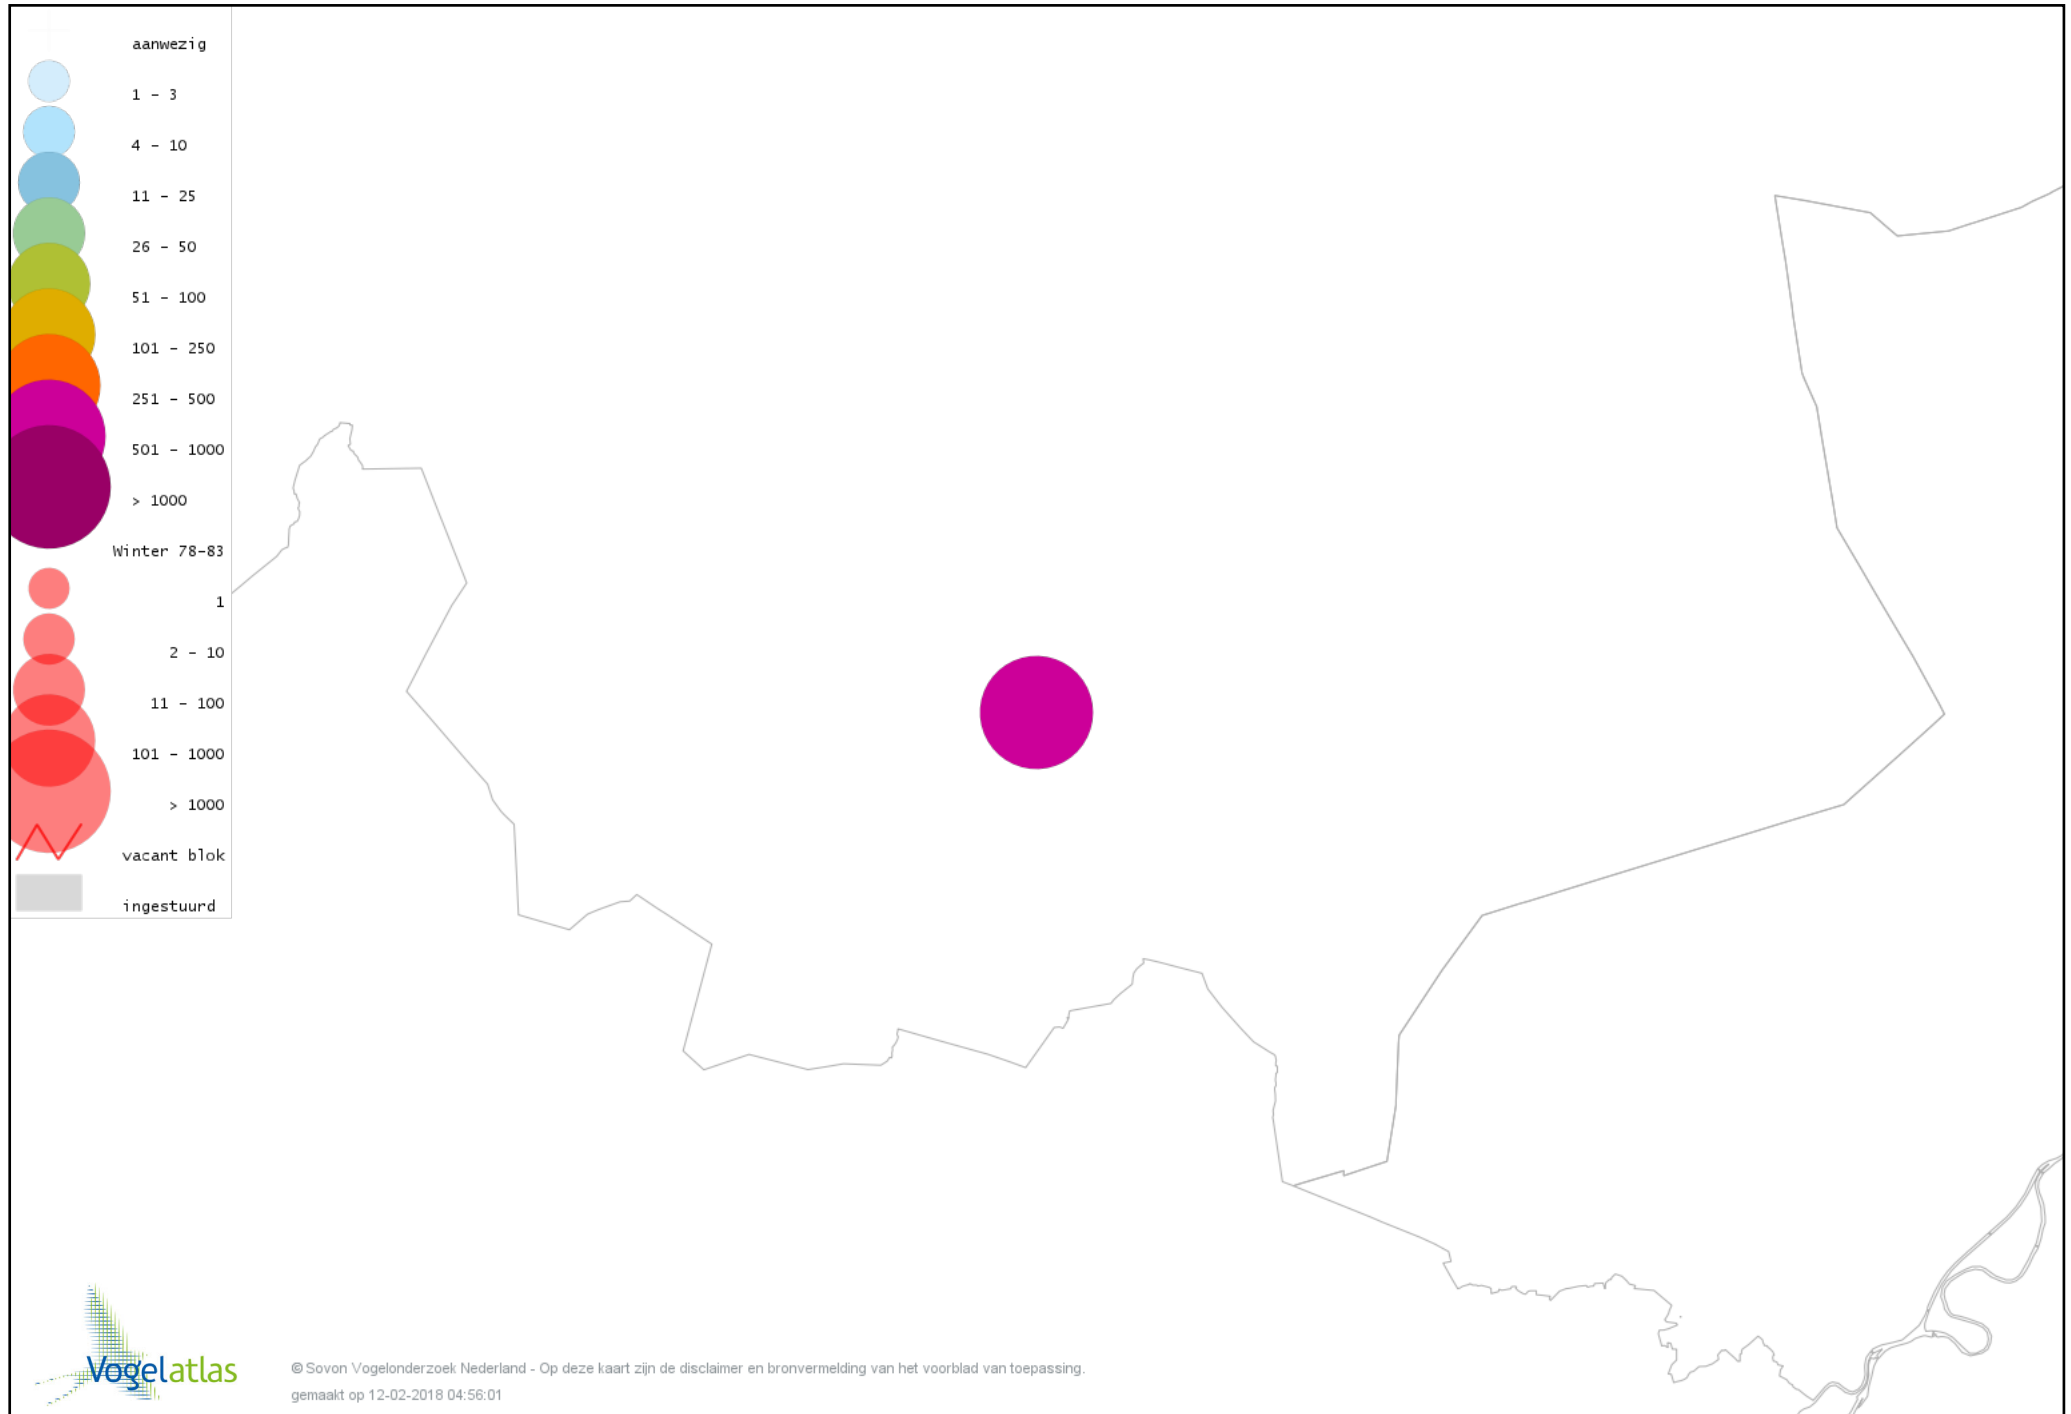 aanwezig
1 - 3
4 - 10
11 - 25
26 - 50
51 - 100
101 - 250
251 - 500
501 - 1000
> 1000
Winter 78-83
1
2 - 10
11 - 100
101 - 1000
> 1000
vacant blok
ingestuurd
Vogelatlas
© Sovon Vogelonderzoek Nederland - Op deze kaart zijn de disclaimer en bronvermelding van het voorblad van toepassing.
gemaakt op 12-02-2018 04:56:01